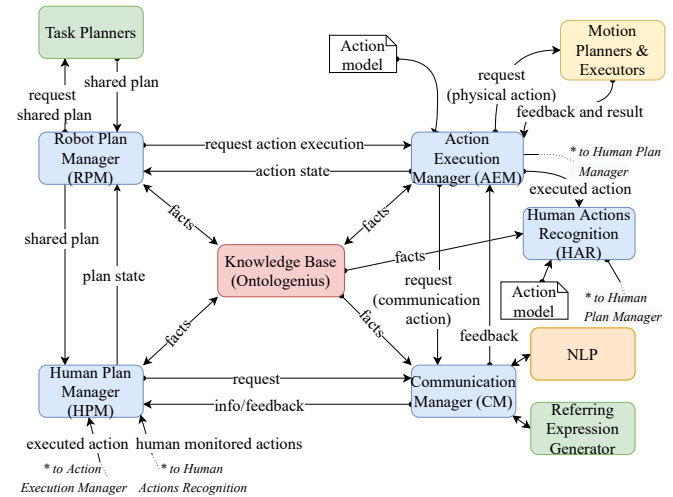 Task Planners
Action
model
Motion
Planners &
Executors
shared plan
request
shared plan
request
(physical action)
feedback and result
Robot Plan
Manager
(RPM)
request action execution
action state
Action
Execution
Manager (AEM)
* to Human Plan
Manager
executed action
facts
facts
shared plan
plan state
Knowledge Base
(Ontologenius)
facts
Human Actions
Recognition
(HAR)
request
(communication
action)
Action
model
* to Human
Plan Manager
facts
facts
feedback
NLP
Human Plan
Manager
(HPM)
request
info/feedback
Communication
Manager (CM)
Referring
Expression
Generator
executed action
human monitored actions
* to Action
Execution Manager
* to Human
Actions Recognition